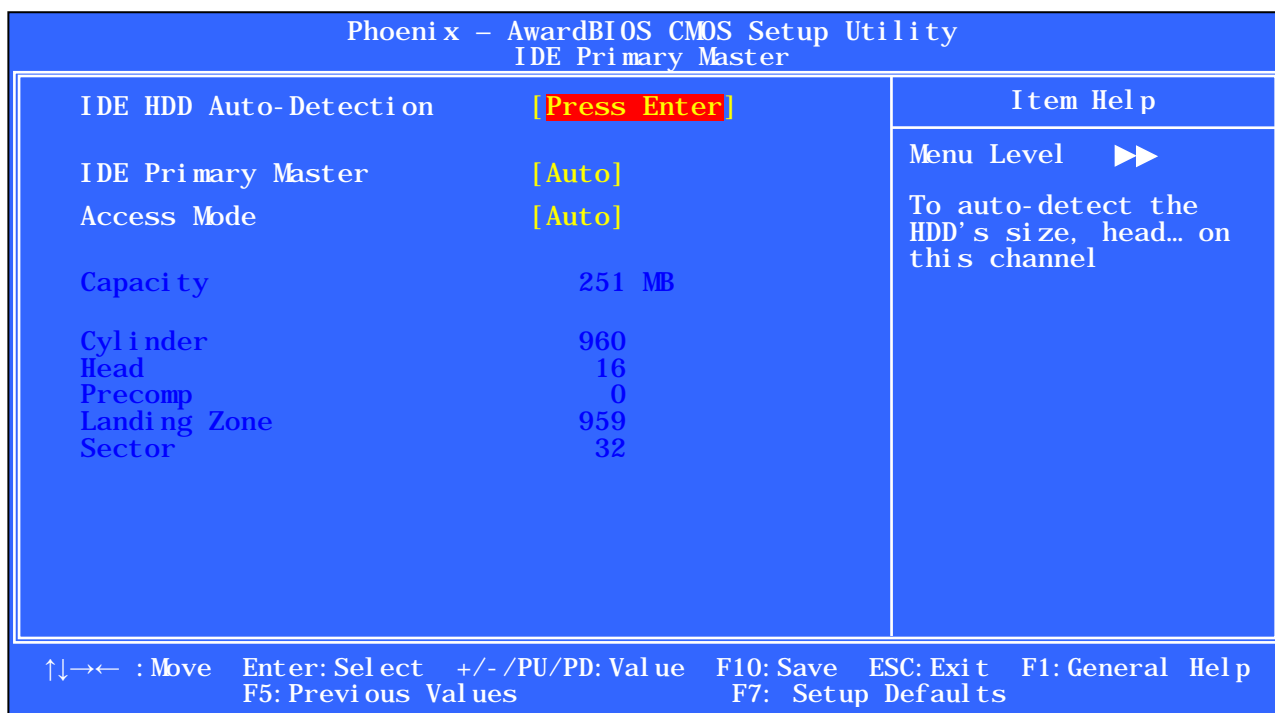 Phoenix – AwardBIOS CMOS Setup Utility
IDE Primary Master
IDE HDD Auto-Detection [Press Enter]
IDE Primary Master [Auto]
Access Mode [Auto]
Capacity 251 MB
Cylinder 960
Head 16
Precomp 0
Landing Zone 959
Sector 32
Item Help
Menu Level ▶▶
To auto-detect the
HDD's size, head… on
this channel
↑↓→← :Move Enter:Select +/-/PU/PD:Value F10:Save ESC:Exit F1:General Help
F5:Previous Values F7: Setup Defaults